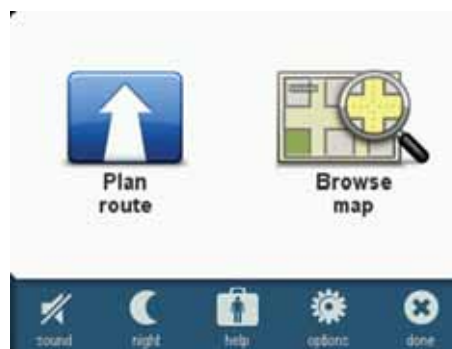 Plan
route
Browse
map
sound
night
help
options
done